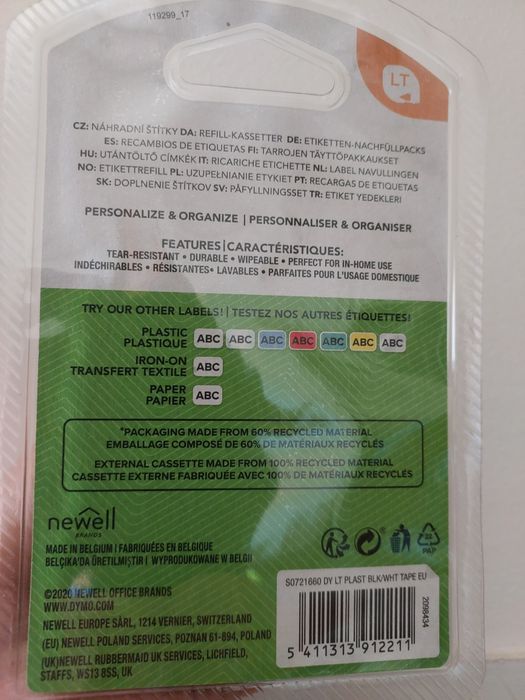 119299_17
LT
CZ: NÁHRADNÍ ŠTÍTKY DA: REFILL-KASSETTER DE: ETIKETTEN-NACHFÜLLPACKS
ES: RECAMBIOS DE ETIQUETAS FI: TARROJEN TÄYTTÖPAKKAUKSET
HU: UTÁNTÖLTŐ CÍMKÉK IT: RICARICHE ETICHETTE NL: LABEL NAVULLINGEN
NO: ETIKETTREFILL PL: UZUPEŁNIANIE ETYKIET PT: RECARGAS DE ETIQUETAS
SK: DOPLNENIE ŠTÍTKOV SV: PÅFYLLNINGSSET TR: ETIKET YEDEKLERI
PERSONALIZE & ORGANIZE | PERSONNALISER & ORGANISER
FEATURES | CARACTÉRISTIQUES:
TEAR-RESISTANT • DURABLE • WIPEABLE • PERFECT FOR IN-HOME USE
INDÉCHIRABLES • RÉSISTANTES • LAVABLES • PARFAITES POUR L'USAGE DOMESTIQUE
TRY OUR OTHER LABELS! | TESTEZ NOS AUTRES ÉTIQUETTES!
PLASTIC
PLASTIQUE ABC ABC ABC ABC ABC ABC ABC
IRON-ON
TRANSFERT TEXTILE ABC
PAPER
PAPIER ABC
*PACKAGING MADE FROM 60% RECYCLED MATERIAL
EMBALLAGE COMPOSÉ DE 60% DE MATÉRIAUX RECYCLÉS
EXTERNAL CASSETTE MADE FROM 100% RECYCLED MATERIAL
CASSETTE EXTERNE FABRIQUÉE AVEC 100% DE MATÉRIAUX RECYCLÉS
newell
BRANDS
22
PAP
MADE IN BELGIUM | FABRIQUÉES EN BELGIQUE
BELÇIKA'DA ÜRETILMIŞTIR | WYPRODUKOWANE W BELGII
©2020 NEWELL OFFICE BRANDS
WWW.DYMO.COM
NEWELL EUROPE SÀRL, 1214 VERNIER, SWITZERLAND
(EU) NEWELL POLAND SERVICES, POZNAN 61-894, POLAND
(UK)NEWELL RUBBERMAID UK SERVICES, LICHFIELD,
STAFFS, WS13 8SS, UK
S0721660 DY LT PLAST BLK/WHT TAPE EU
2098434
5 411313 912211